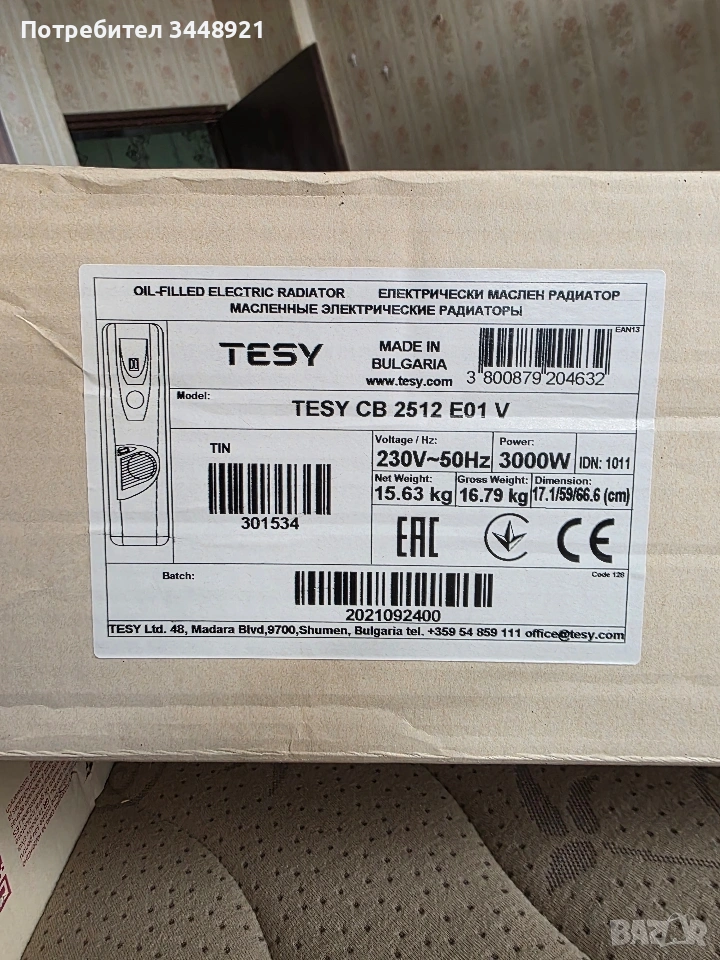 Потребител 3448921
OIL-FILLED ELECTRIC RADIATOR ЕЛЕКТРИЧЕСКИ МАСЛЕН РАДИАТОР
МАСЛЕННЫЕ ЭЛЕКТРИЧЕСКИЕ РАДИАТОРЫ
TESY
MADE IN
BULGARIA
www.tesy.com
EAN13
3 800879 204632
Model:
TESY CB 2512 E01 V
TIN
301534
Voltage / Hz:
230V~50Hz
Power:
3000W
IDN: 1011
Net Weight:
15.63 kg
Gross Weight:
16.79 kg
Dimension:
17.1/59/66.6 (cm)
EAC
CE
Batch:
Code 128
2021092400
TESY Ltd. 48, Madara Blvd,9700,Shumen, Bulgaria tel. +359 54 859 111 office@tesy.com
BAZAR